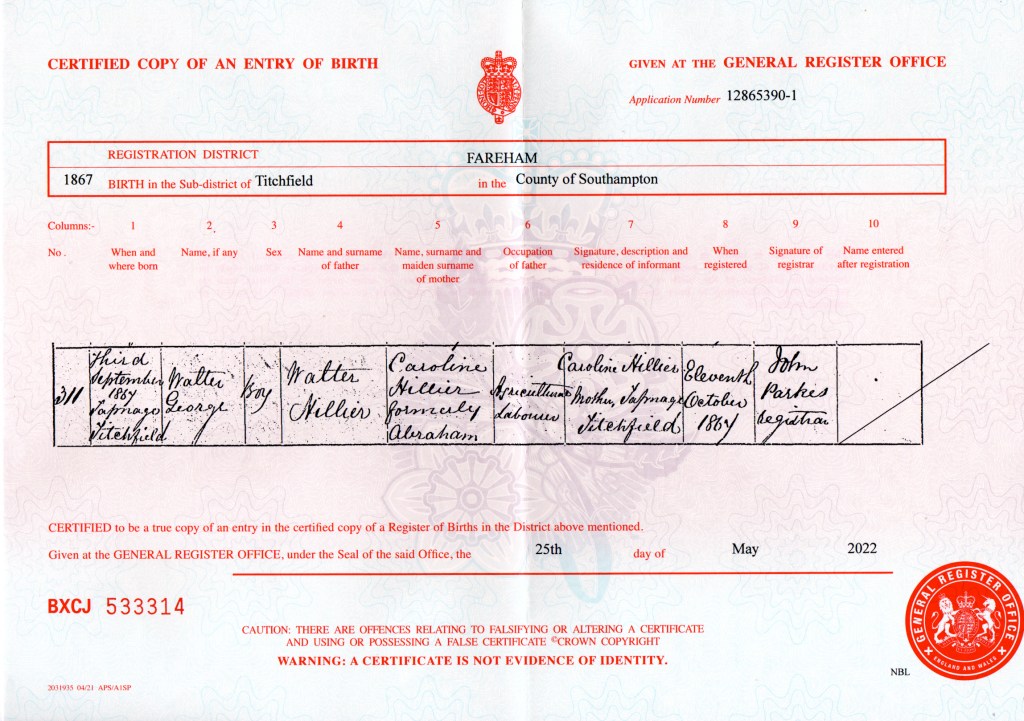 CERTIFIED COPY OF AN ENTRY OF BIRTH
GIVEN AT THE GENERAL REGISTER OFFICE
Application Number 12865390-1
REGISTRATION DISTRICT FAREHAM
1867 BIRTH in the Sub-district of Titchfield in the County of Southampton
Columns:- 1 2 3 4 5 6 7 8 9 10
No. When and where born Name, if any Sex Name and surname of father Name, surname and maiden surname of mother Occupation of father Signature, description and residence of informant When registered Signature of registrar Name entered after registration
311
Third
September
1867
Sapnage
Titchfield
Walter
George
Boy
Walter
Hillier
Caroline
Hillier
formerly
Abraham
Agricultural
Labourer
Caroline Hillier
Mother, Sapnage
Titchfield
Eleventh
October
1867
John
Parkes
registrar
CERTIFIED to be a true copy of an entry in the certified copy of a Register of Births in the District above mentioned.
Given at the GENERAL REGISTER OFFICE, under the Seal of the said Office, the 25th day of May 2022
BXCJ 533314
CAUTION: THERE ARE OFFENCES RELATING TO FALSIFYING OR ALTERING A CERTIFICATE
AND USING OR POSSESSING A FALSE CERTIFICATE ©CROWN COPYRIGHT
WARNING: A CERTIFICATE IS NOT EVIDENCE OF IDENTITY.
GENERAL REGISTER OFFICE
ENGLAND AND WALES
NBL
2031935 04/21 APS/A1SP